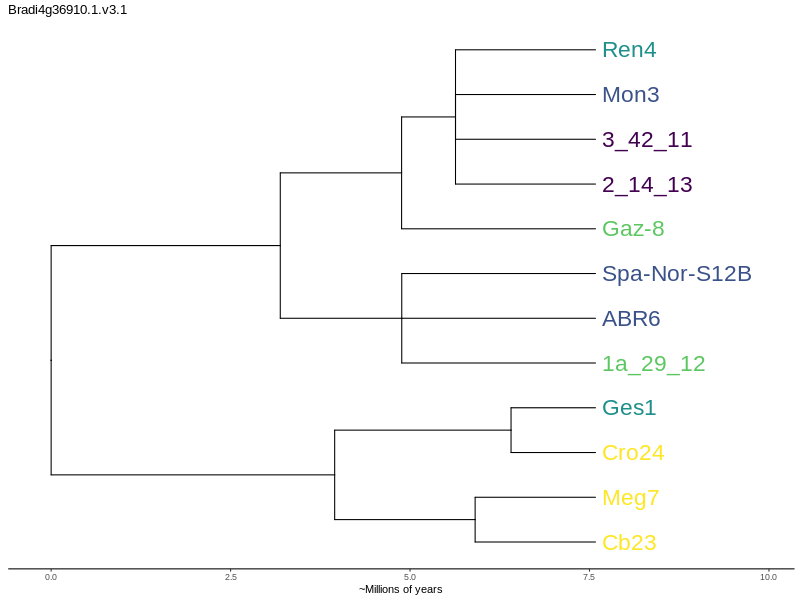 Bradi4g36910.1.v3.1
Ren4
Mon3
3_42_11
2_14_13
Gaz-8
Spa-Nor-S12B
ABR6
1a_29_12
Ges1
Cro24
Meg7
Cb23
0.0 2.5 5.0 7.5 10.0
~Millions of years